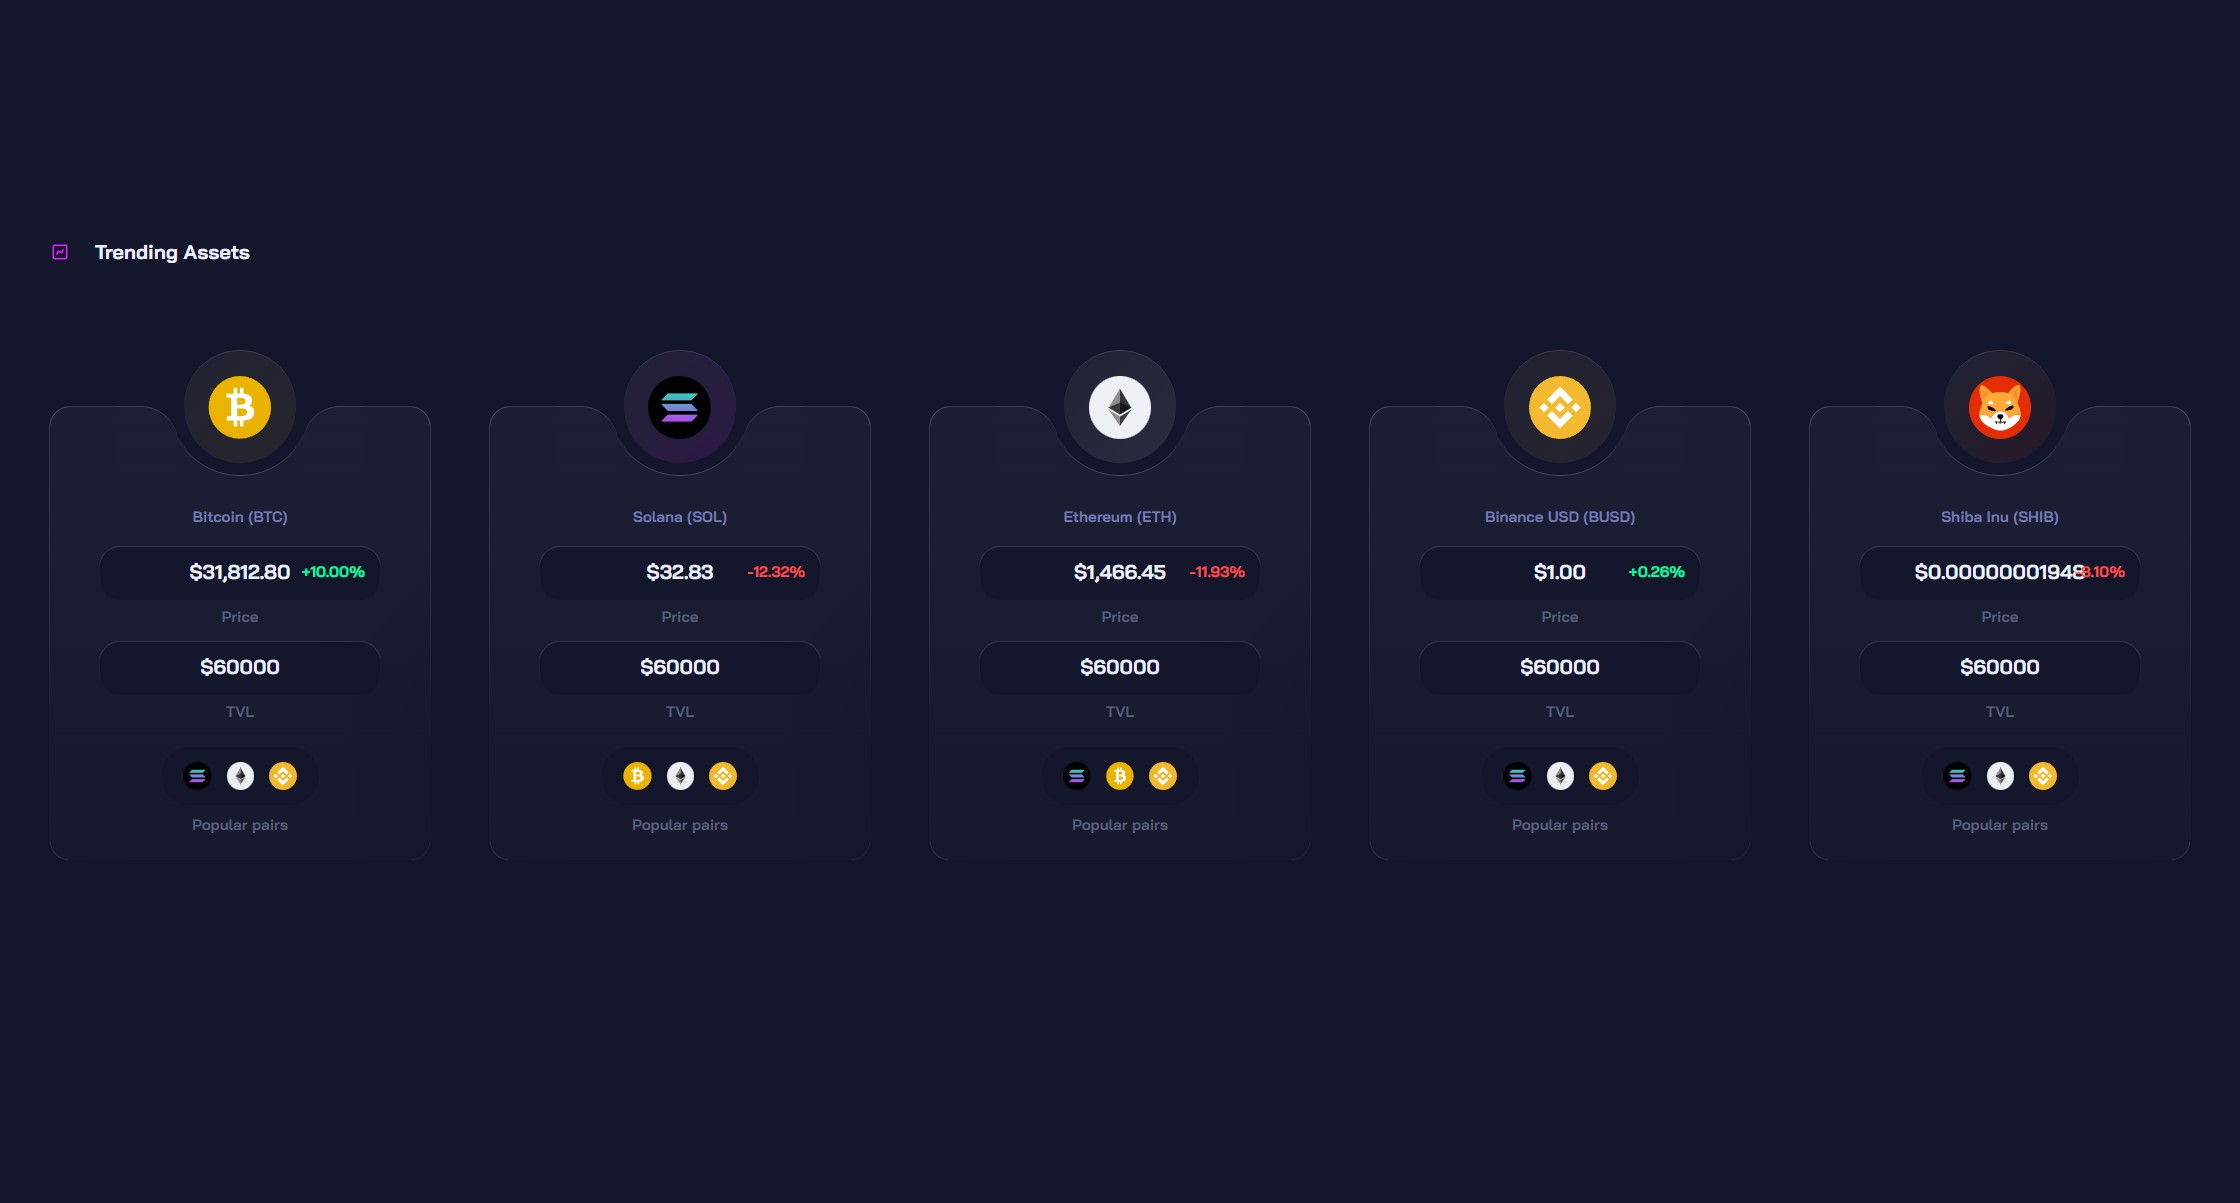 Trending Assets
Bitcoin (BTC)
$31,812.80 +10.00%
Price
$60000
TVL
Popular pairs
Solana (SOL)
$32.83 -12.32%
Price
$60000
TVL
Popular pairs
Ethereum (ETH)
$1,466.45 -11.93%
Price
$60000
TVL
Popular pairs
Binance USD (BUSD)
$1.00 +0.26%
Price
$60000
TVL
Popular pairs
Shiba Inu (SHIB)
$0.00000001948
Price
$60000
TVL
Popular pairs